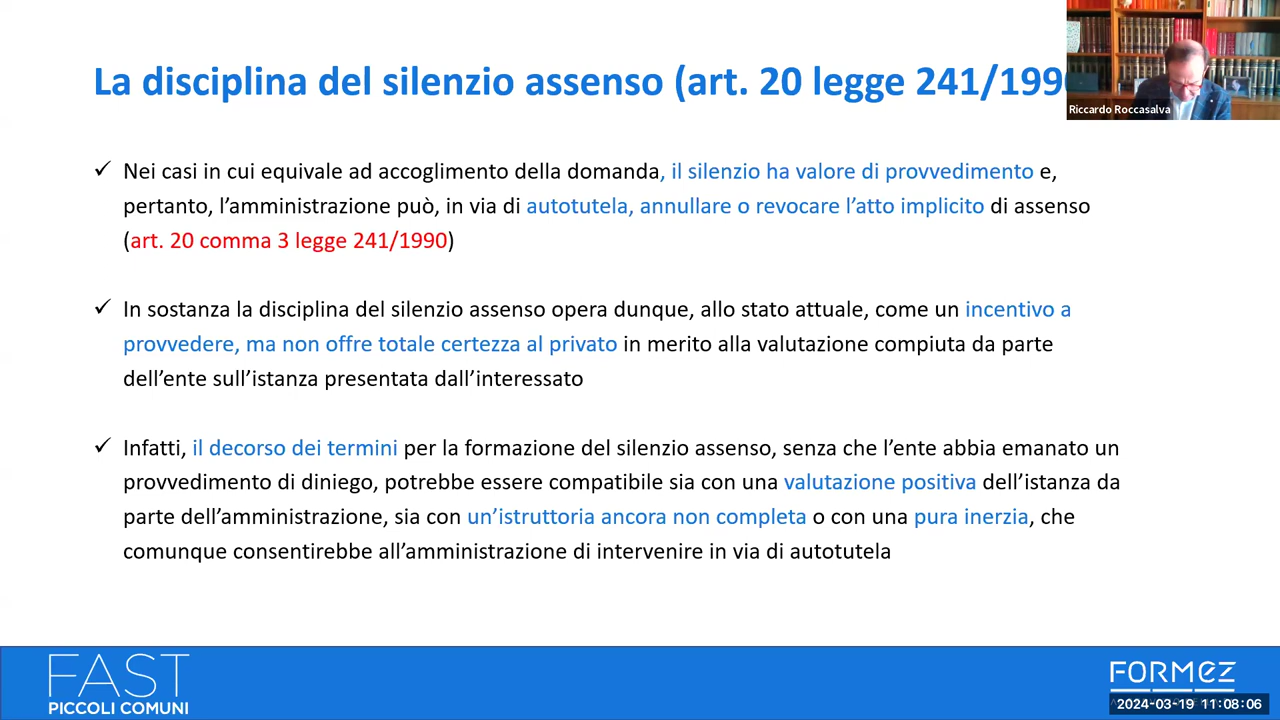 La disciplina del silenzio assenso (art. 20 legge 241/199
Riccardo Roccasalva
✓ Nei casi in cui equivale ad accoglimento della domanda, il silenzio ha valore di provvedimento e,
pertanto, l’amministrazione può, in via di autotutela, annullare o revocare l’atto implicito di assenso
(art. 20 comma 3 legge 241/1990)
✓ In sostanza la disciplina del silenzio assenso opera dunque, allo stato attuale, come un incentivo a
provvedere, ma non offre totale certezza al privato in merito alla valutazione compiuta da parte
dell’ente sull’istanza presentata dall’interessato
✓ Infatti, il decorso dei termini per la formazione del silenzio assenso, senza che l’ente abbia emanato un
provvedimento di diniego, potrebbe essere compatibile sia con una valutazione positiva dell’istanza da
parte dell’amministrazione, sia con un’istruttoria ancora non completa o con una pura inerzia, che
comunque consentirebbe all’amministrazione di intervenire in via di autotutela
FAST
PICCOLI COMUNI
FORMEZ
2024-03-19 11:08:06